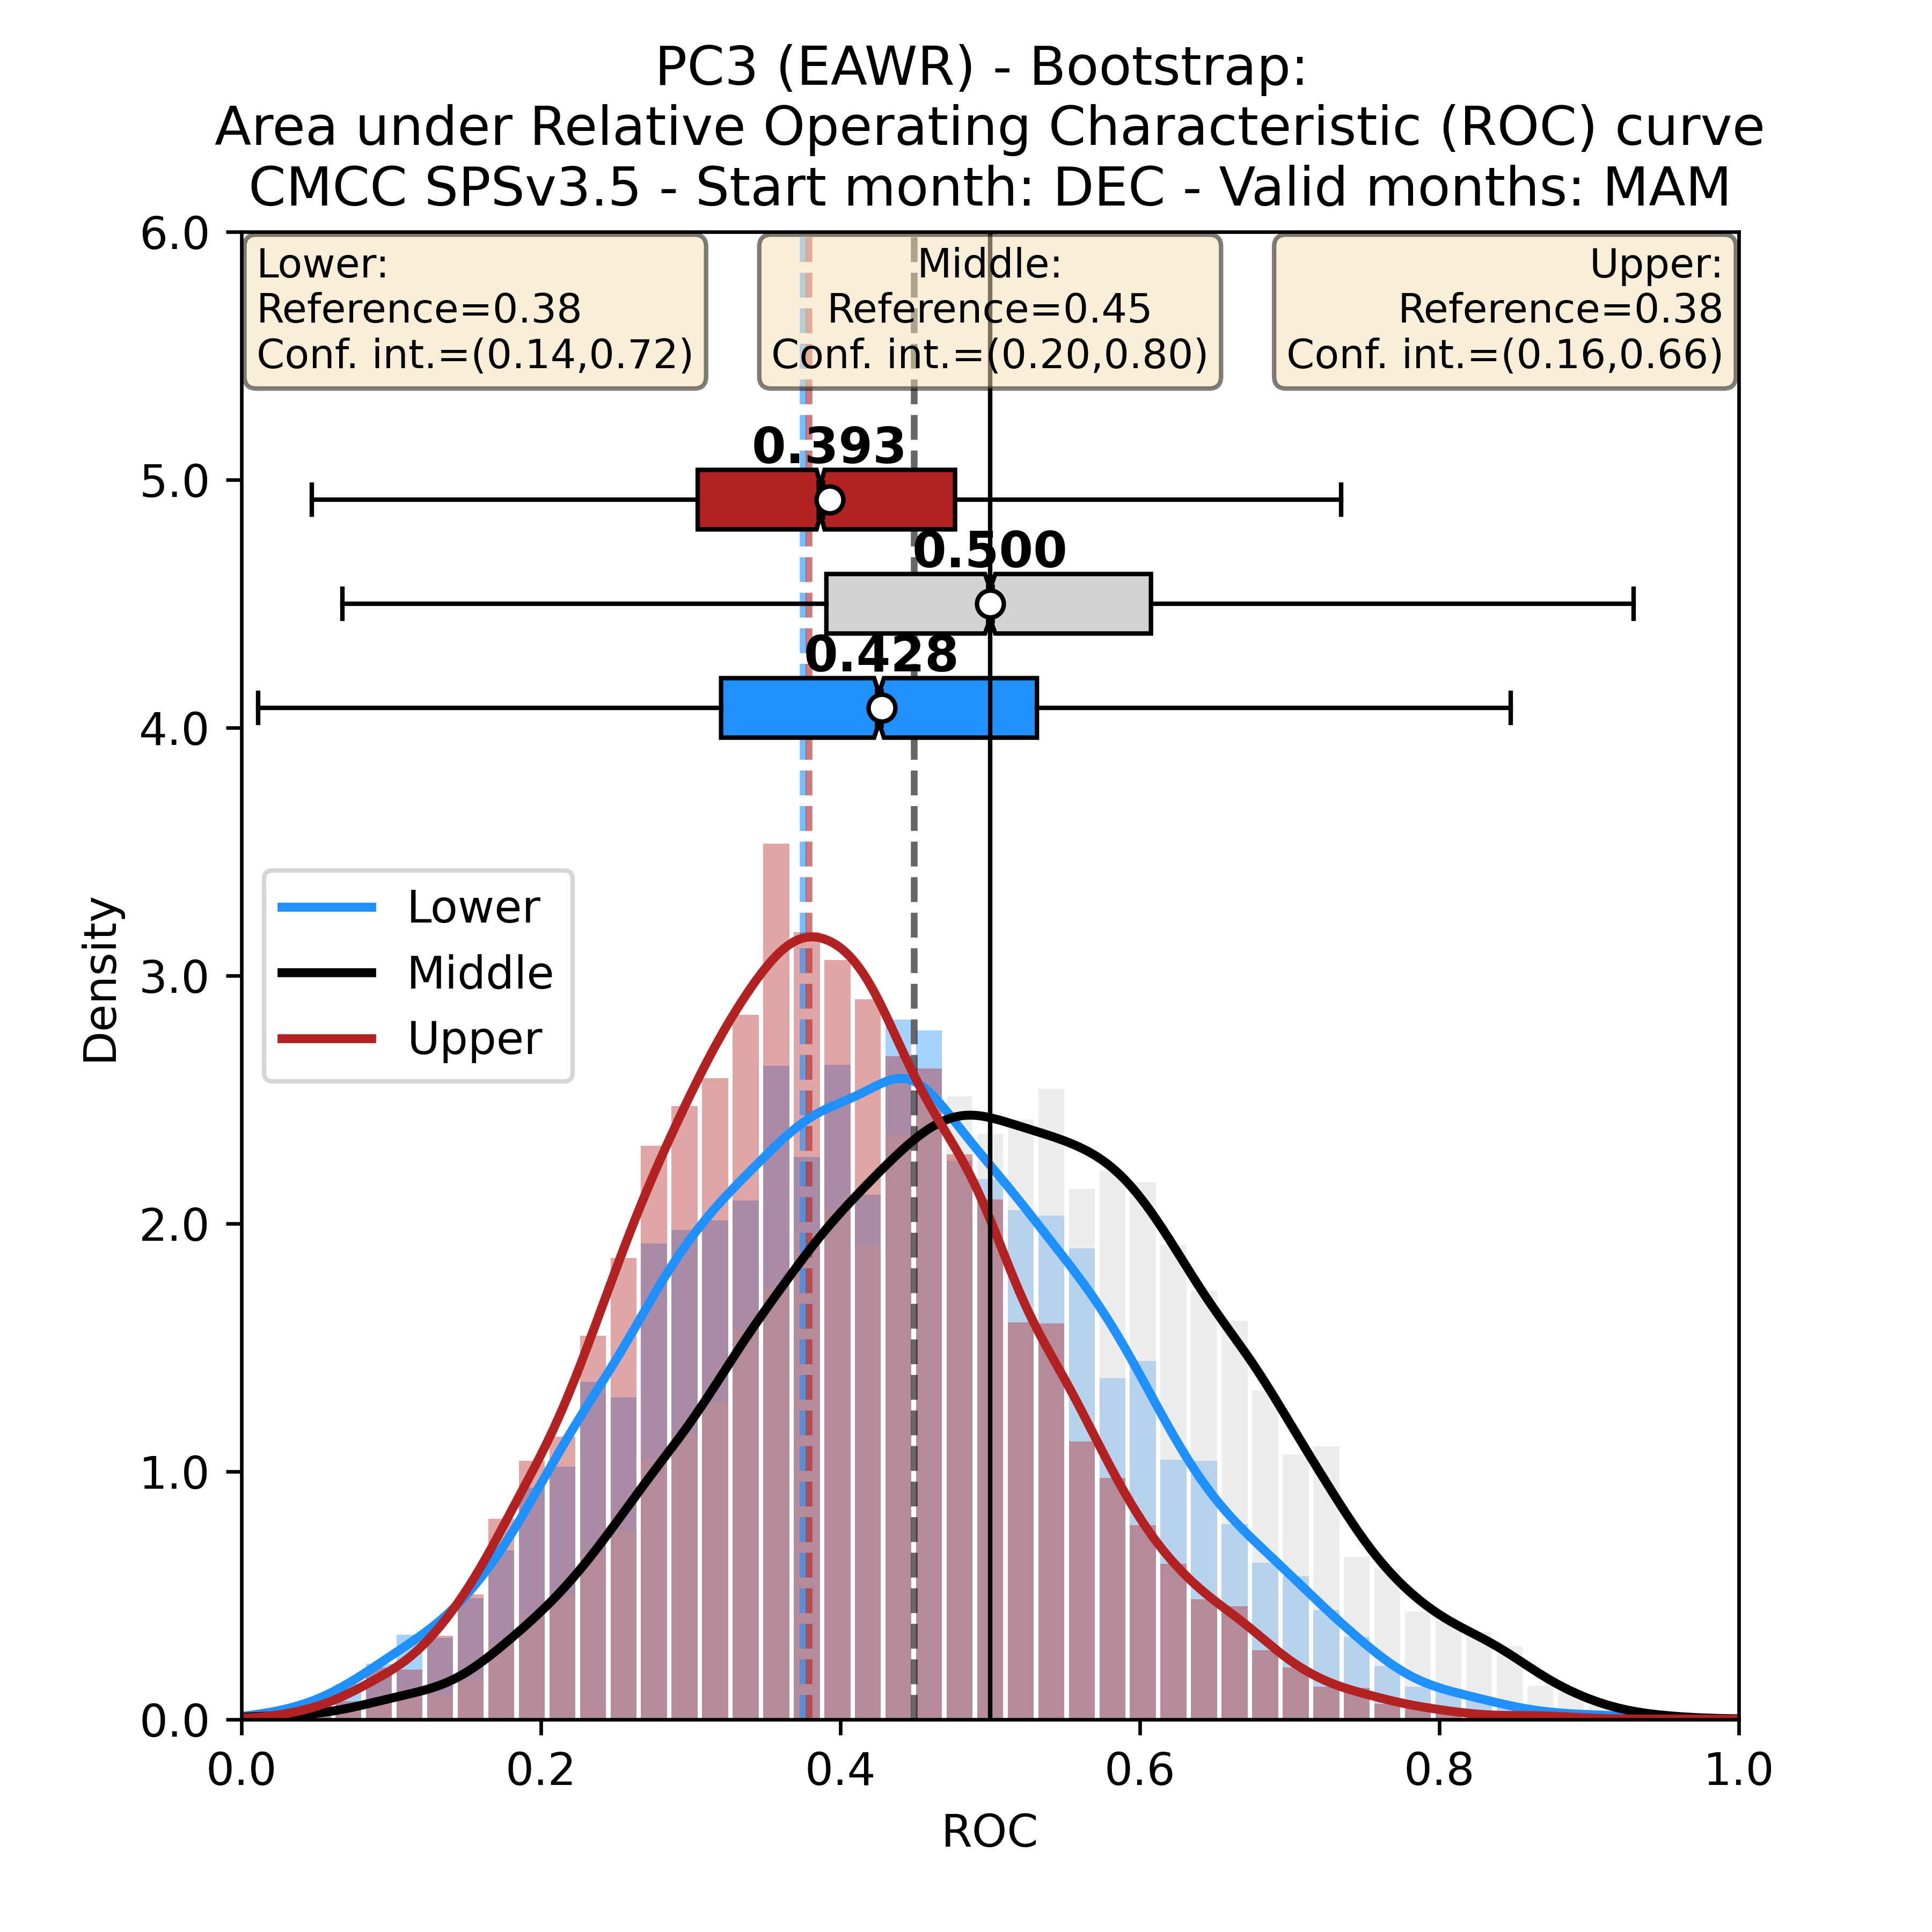 PC3 (EAWR) - Bootstrap:
Area under Relative Operating Characteristic (ROC) curve
CMCC SPSv3.5 - Start month: DEC - Valid months: MAM
Lower:
Reference=0.38
Conf. int.=(0.14,0.72)
Middle:
Reference=0.45
Conf. int.=(0.20,0.80)
Upper:
Reference=0.38
Conf. int.=(0.16,0.66)
0.393
0.500
0.428
Lower
Middle
Upper
Density
6.0
5.0
4.0
3.0
2.0
1.0
0.0
0.0
0.2
0.4
0.6
0.8
1.0
ROC